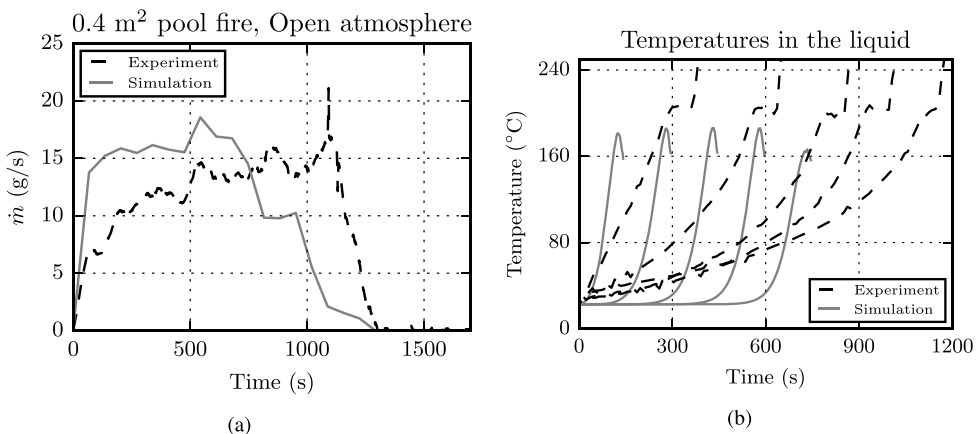 0.4 m² pool fire, Open atmosphere
25
20
15
10
5
0
ṁ (g/s)
Experiment
Simulation
0 500 1000 1500
Time (s)
(a)
Temperatures in the liquid
240
160
80
0
Temperature (°C)
Experiment
Simulation
0 300 600 900 1200
Time (s)
(b)